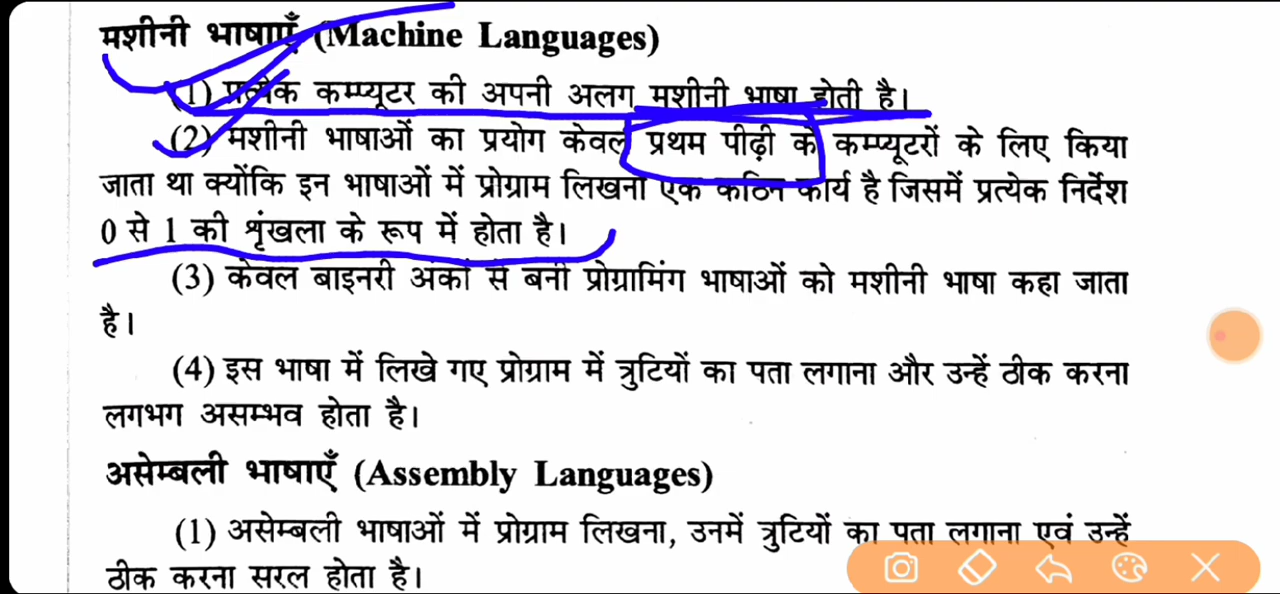 मशीनी भाषाएँ (Machine Languages)
(1) प्रत्येक कम्प्यूटर की अपनी अलग मशीनी भाषा होती है।
(2) मशीनी भाषाओं का प्रयोग केवल प्रथम पीढ़ी के कम्प्यूटरों के लिए किया
जाता था क्योंकि इन भाषाओं में प्रोग्राम लिखना एक कठिन कार्य है जिसमें प्रत्येक निर्देश
0 से 1 की शृंखला के रूप में होता है।
(3) केवल बाइनरी अंकों से बनी प्रोग्रामिंग भाषाओं को मशीनी भाषा कहा जाता
है।
(4) इस भाषा में लिखे गए प्रोग्राम में त्रुटियों का पता लगाना और उन्हें ठीक करना
लगभग असम्भव होता है।
असेम्बली भाषाएँ (Assembly Languages)
(1) असेम्बली भाषाओं में प्रोग्राम लिखना, उनमें त्रुटियों का पता लगाना एवं उन्हें
ठीक करना सरल होता है।